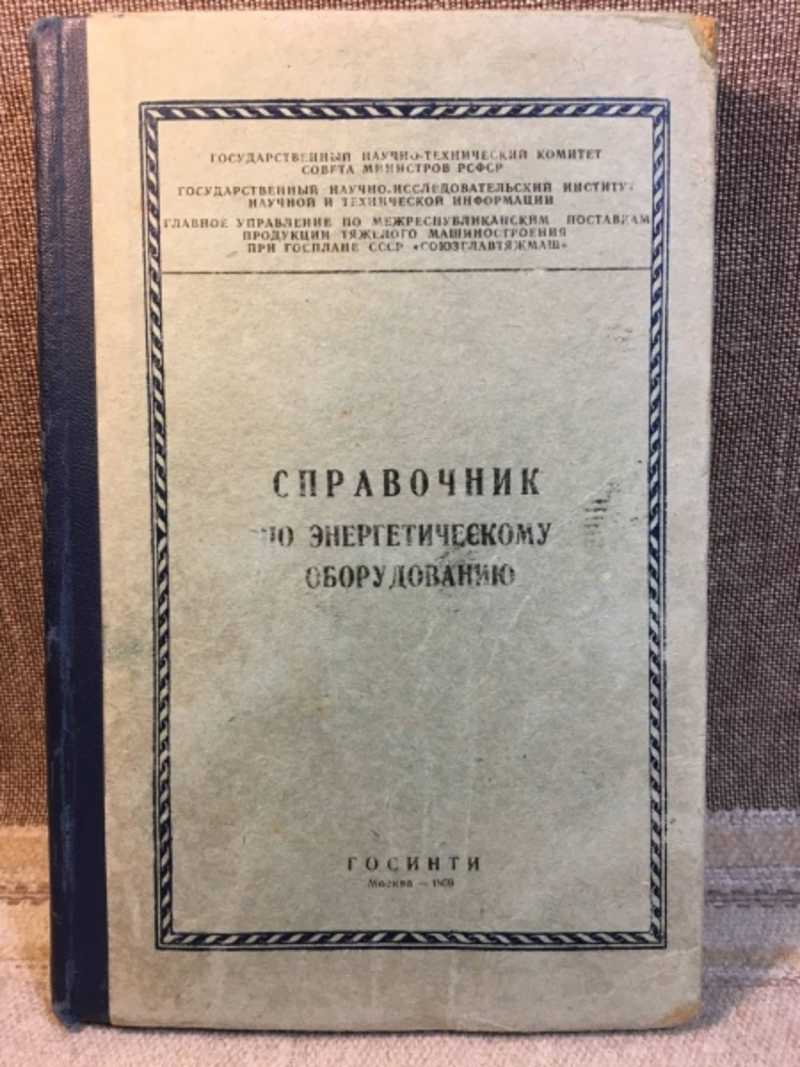 ГОСУДАРСТВЕННЫЙ НАУЧНО-ТЕХНИЧЕСКИЙ КОМИТЕТ
СОВЕТА МИНИСТРОВ РСФСР
ГОСУДАРСТВЕННЫЙ НАУЧНО-ИССЛЕДОВАТЕЛЬСКИЙ ИНСТИТУТ
НАУЧНОЙ И ТЕХНИЧЕСКОЙ ИНФОРМАЦИИ
ГЛАВНОЕ УПРАВЛЕНИЕ ПО МЕЖРЕСПУБЛИКАНСКИМ ПОСТАВКАМ
ПРОДУКЦИИ ТЯЖЕЛОГО МАШИНОСТРОЕНИЯ
ПРИ ГОСПЛАНЕ СССР «СОЮЗГЛАВТЯЖМАШ»
СПРАВОЧНИК
ПО ЭНЕРГЕТИЧЕСКОМУ
ОБОРУДОВАНИЮ
ГОСИНТИ
Москва —